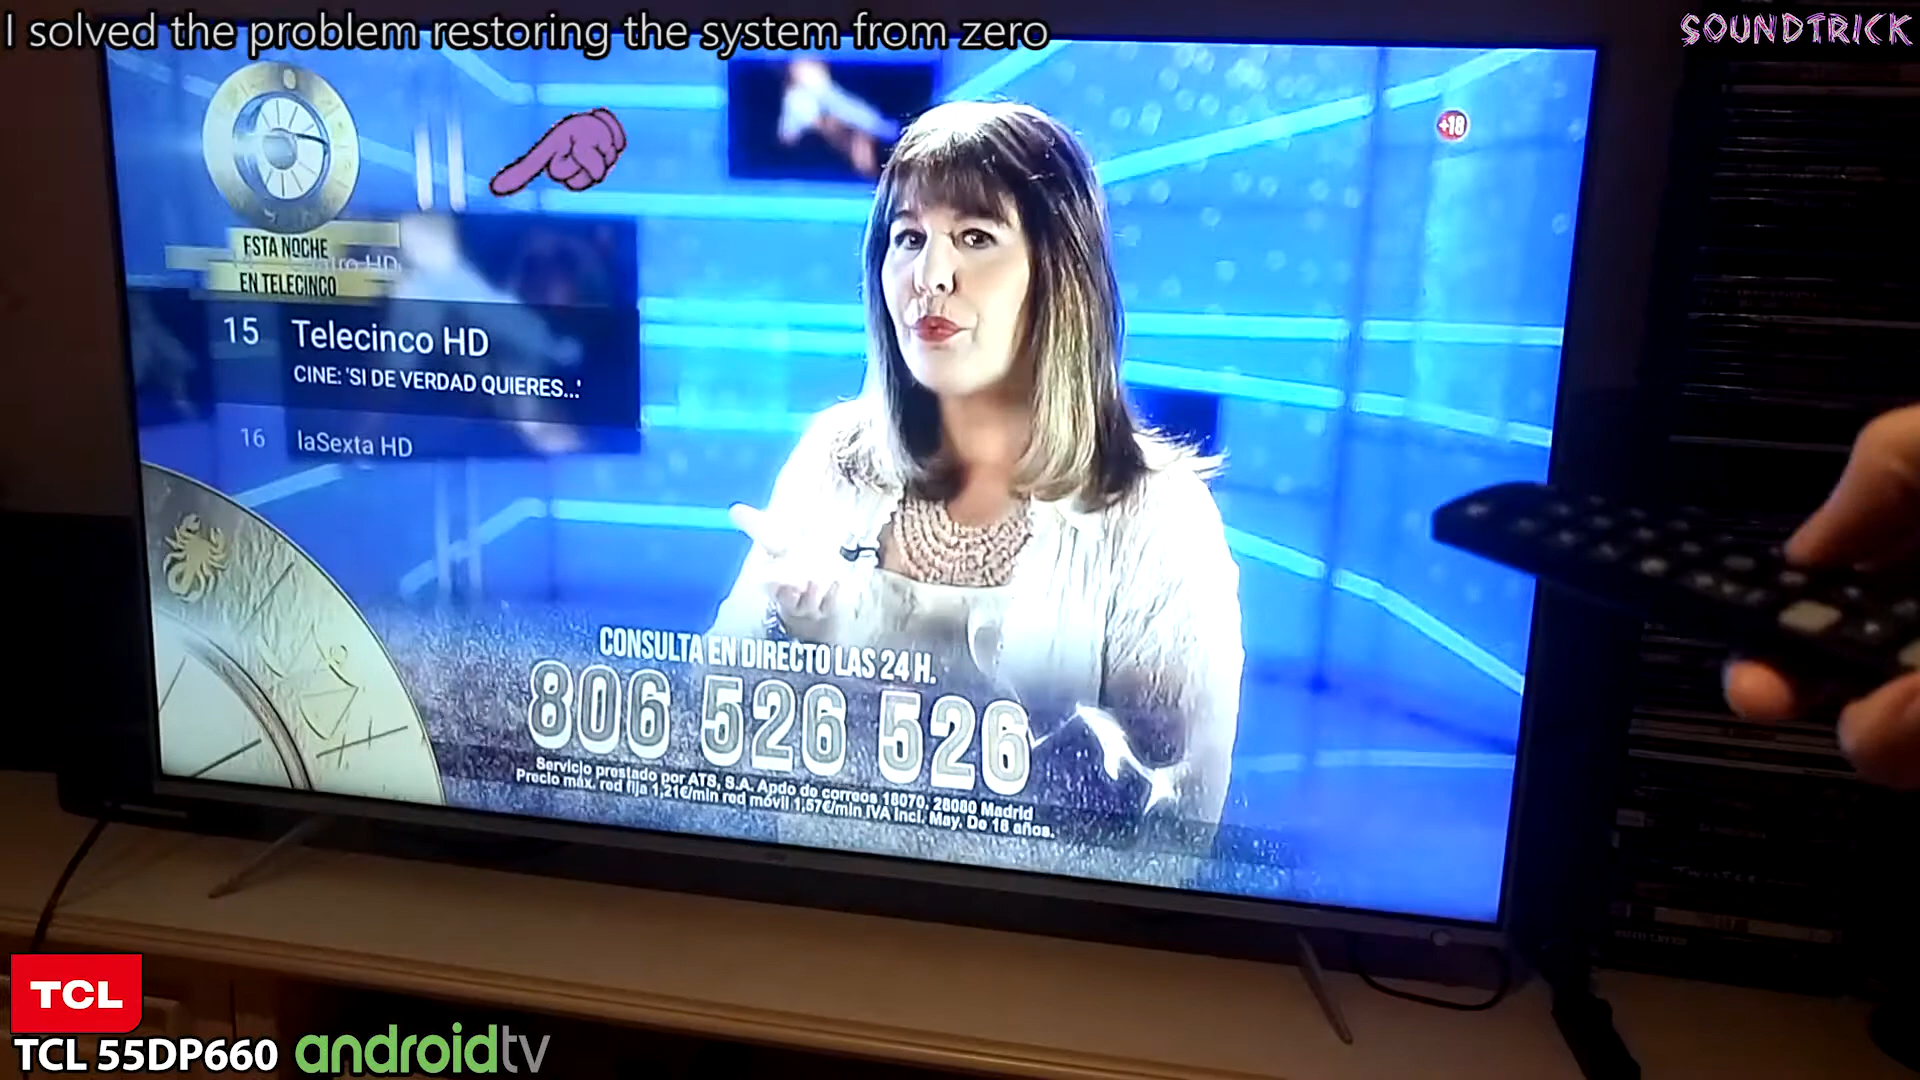 I solved the problem restoring the system from zero
SOUNDTRICK
+18
ESTA NOCHE
EN TELECINCO
15 Telecinco HD
CINE: 'SI DE VERDAD QUIERES...'
16 laSexta HD
CONSULTA EN DIRECTO LAS 24 H.
806 526 526
Servicio prestado por ATS, S.A. Apdo de correos 18070. 28080 Madrid
Precio máx. red fija 1,21€/min red móvil 1,57€/min IVA incl. May. De 18 años.
TCL
TCL 55DP660 androidtv